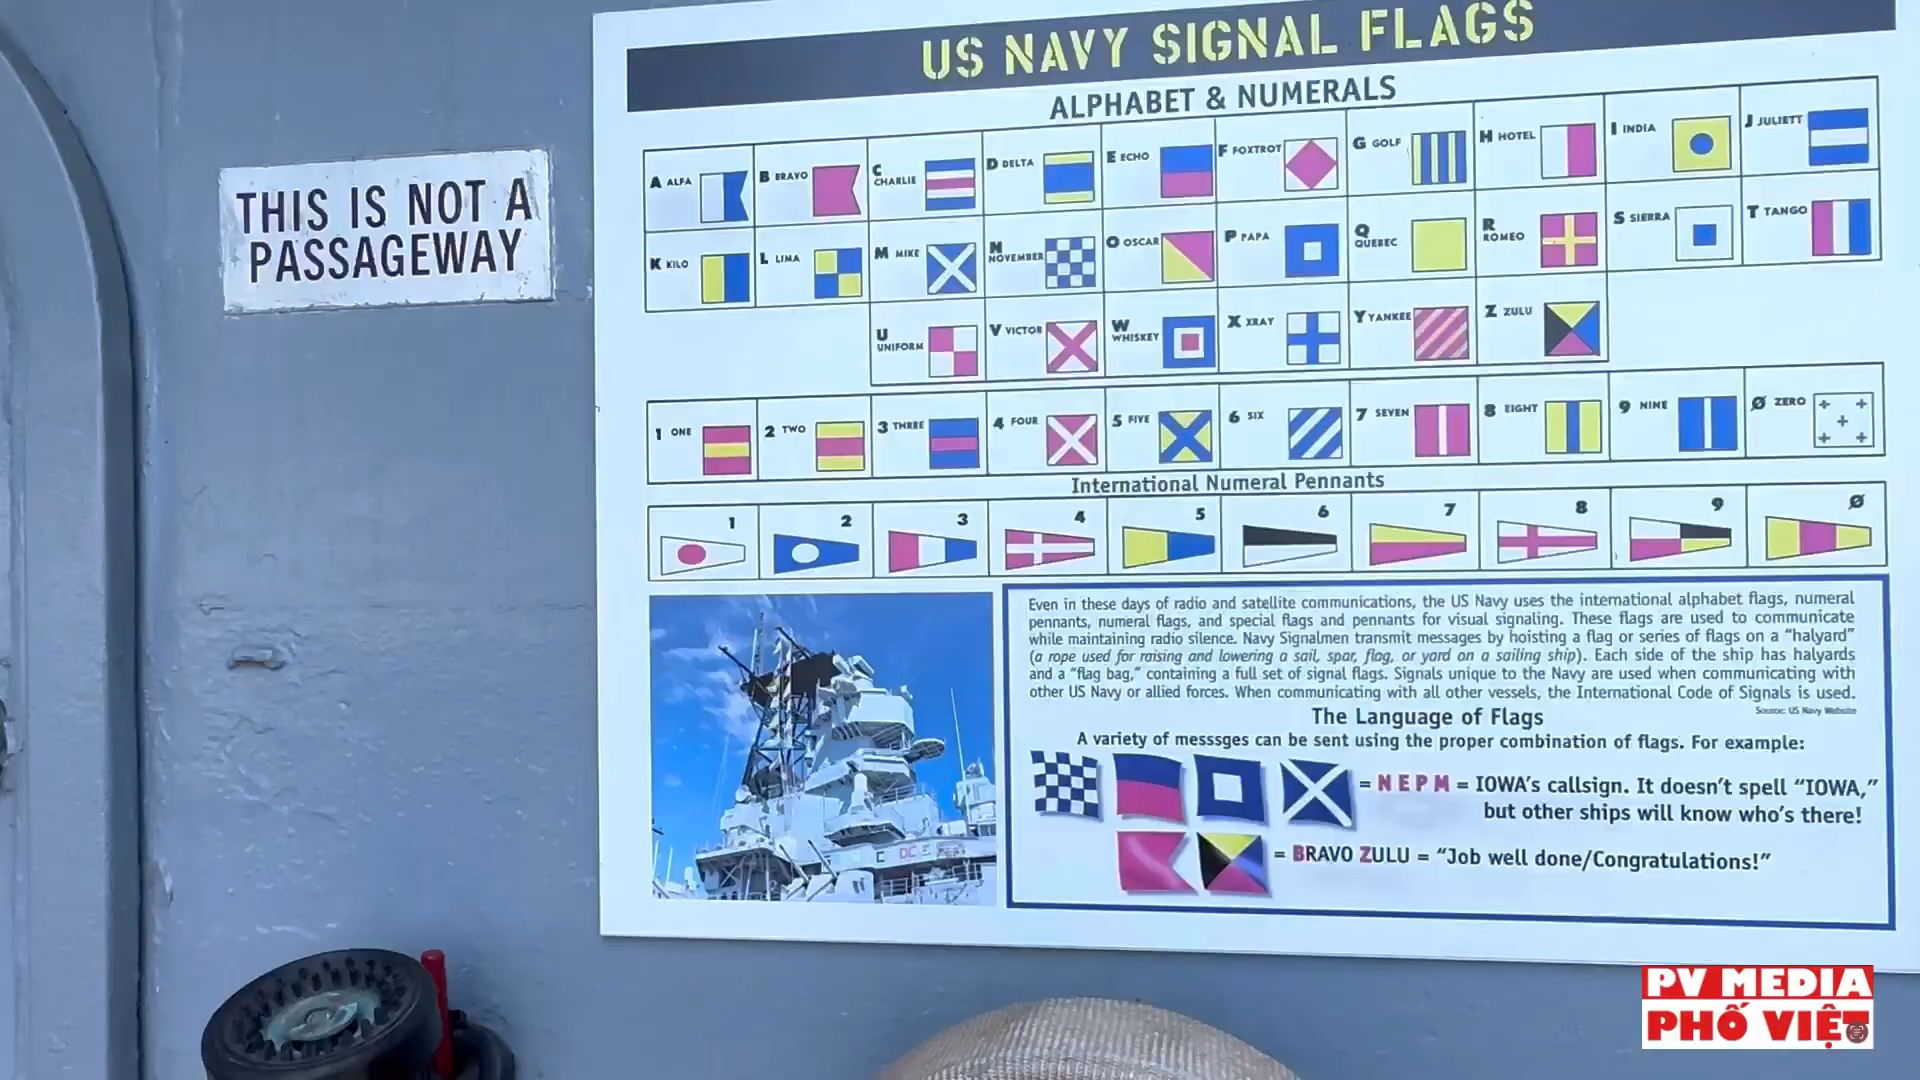 US NAVY SIGNAL FLAGS
ALPHABET & NUMERALS
A ALFA
B BRAVO
C CHARLIE
D DELTA
E ECHO
F FOXTROT
G GOLF
H HOTEL
I INDIA
J JULIETT
K KILO
L LIMA
M MIKE
N NOVEMBER
O OSCAR
P PAPA
Q QUEBEC
R ROMEO
S SIERRA
T TANGO
U UNIFORM
V VICTOR
W WHISKEY
X XRAY
Y YANKEE
Z ZULU
1 ONE
2 TWO
3 THREE
4 FOUR
5 FIVE
6 SIX
7 SEVEN
8 EIGHT
9 NINE
Ø ZERO
International Numeral Pennants
1
2
3
4
5
6
7
8
9
Ø
THIS IS NOT A
PASSAGEWAY
Even in these days of radio and satellite communications, the US Navy uses the international alphabet flags, numeral
pennants, numeral flags, and special flags and pennants for visual signaling. These flags are used to communicate
while maintaining radio silence. Navy Signalmen transmit messages by hoisting a flag or series of flags on a “halyard”
(a rope used for raising and lowering a sail, spar, flag, or yard on a sailing ship). Each side of the ship has halyards
and a “flag bag,” containing a full set of signal flags. Signals unique to the Navy are used when communicating with
other US Navy or allied forces. When communicating with all other vessels, the International Code of Signals is used.
Source: US Navy Website
The Language of Flags
A variety of messsges can be sent using the proper combination of flags. For example:
= N E P M = IOWA’s callsign. It doesn’t spell “IOWA,”
but other ships will know who’s there!
= BRAVO ZULU = “Job well done/Congratulations!”
PV MEDIA
PHỐ VIỆT